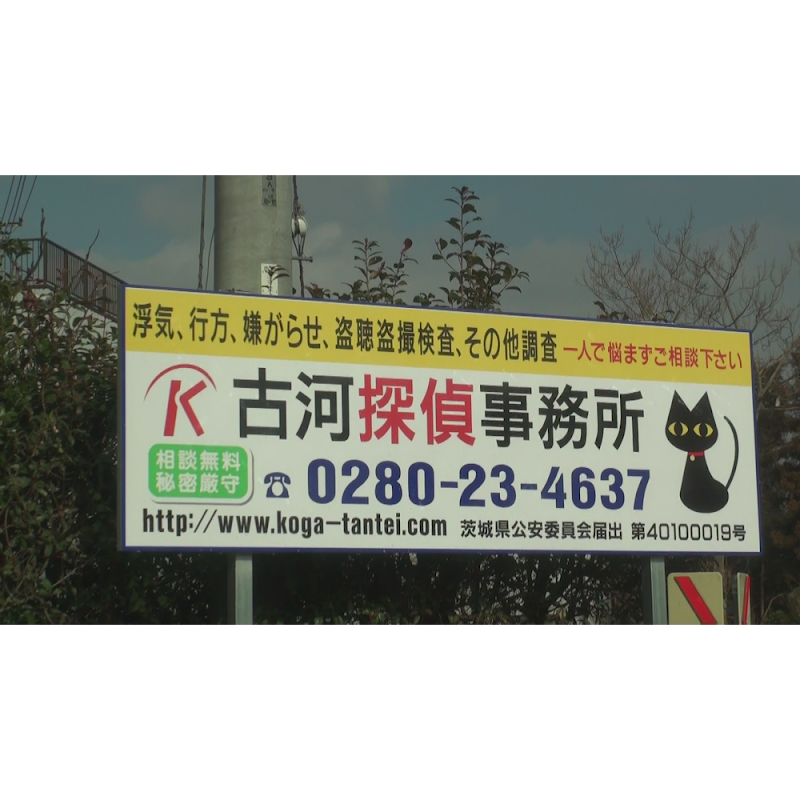 浮気、行方、嫌がらせ、盗聴盗撮検査、その他調査 一人で悩まずご相談下さい
K 古河探偵事務所
相談無料
秘密厳守
☎ 0280-23-4637
http://www.koga-tantei.com 茨城県公安委員会届出 第40100019号